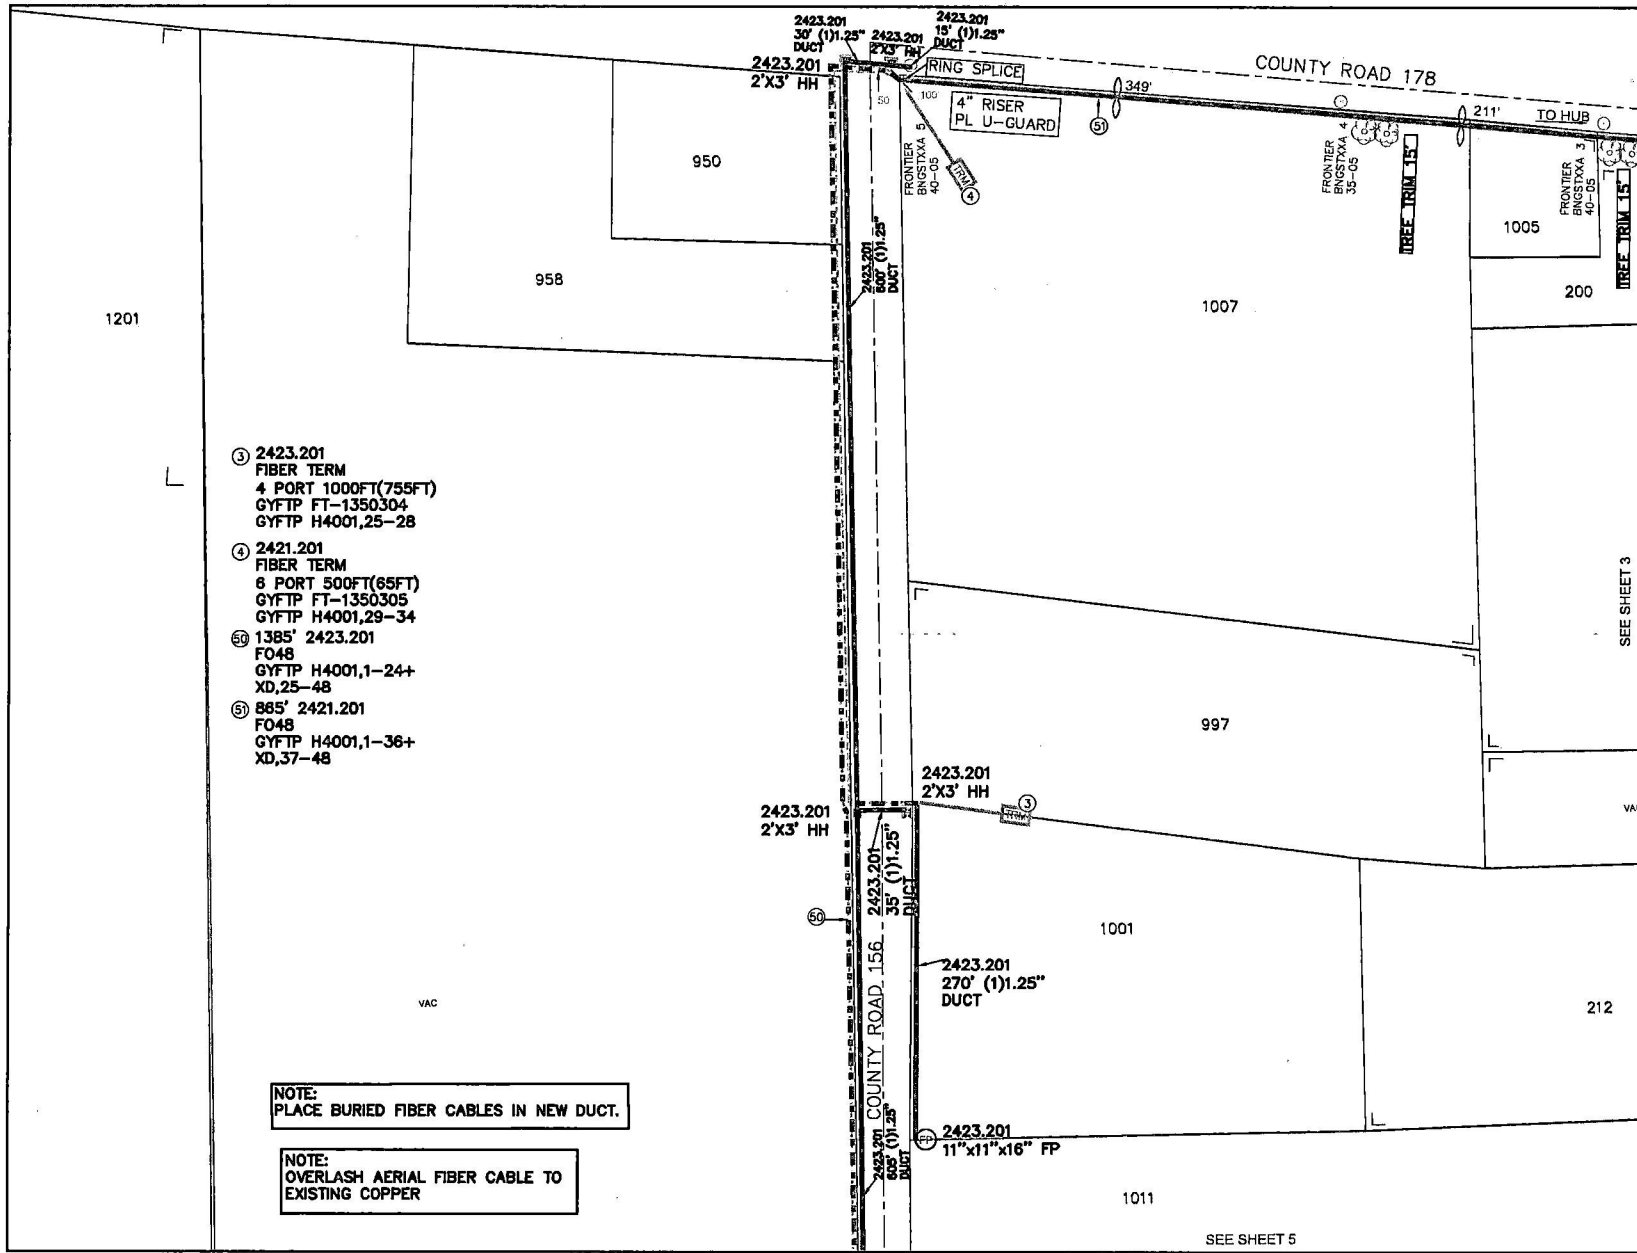 2423.201
30' (1)1.25"
DUCT
2423.201
2'X3' HH
2423.201
15' (1)1.25"
DUCT
2423.201
2'X3' HH
RING SPLICE
COUNTY ROAD 178
4" RISER
PL U-GUARD
50
100'
349'
51
211'
TO HUB
FRONTIER
BNGSTXXA 5
40-05
TRM
4
FRONTIER
BNGSTXXA 4
35-05
TREE TRIM 15'
FRONTIER
BNGSTXXA 3
40-05
TREE TRIM 15'
950
958
1201
1007
1005
200
2423.201
600' (1)1.25"
DUCT
3 2423.201
FIBER TERM
4 PORT 1000FT(755FT)
GYFTP FT-1350304
GYFTP H4001,25-28
4 2421.201
FIBER TERM
6 PORT 500FT(65FT)
GYFTP FT-1350305
GYFTP H4001,29-34
50 1385' 2423.201
FO48
GYFTP H4001,1-24+
XD,25-48
51 865' 2421.201
FO48
GYFTP H4001,1-36+
XD,37-48
SEE SHEET 3
997
2423.201
2'X3' HH
TRM
3
2423.201
2'X3' HH
2423.201
35' (1)1.25"
DUCT
50
COUNTY ROAD 156
1001
2423.201
270' (1)1.25"
DUCT
212
VAC
2423.201
605' (1)1.25"
DUCT
FP
2423.201
11"x11"x16" FP
1011
SEE SHEET 5
NOTE:
PLACE BURIED FIBER CABLES IN NEW DUCT.
NOTE:
OVERLASH AERIAL FIBER CABLE TO
EXISTING COPPER